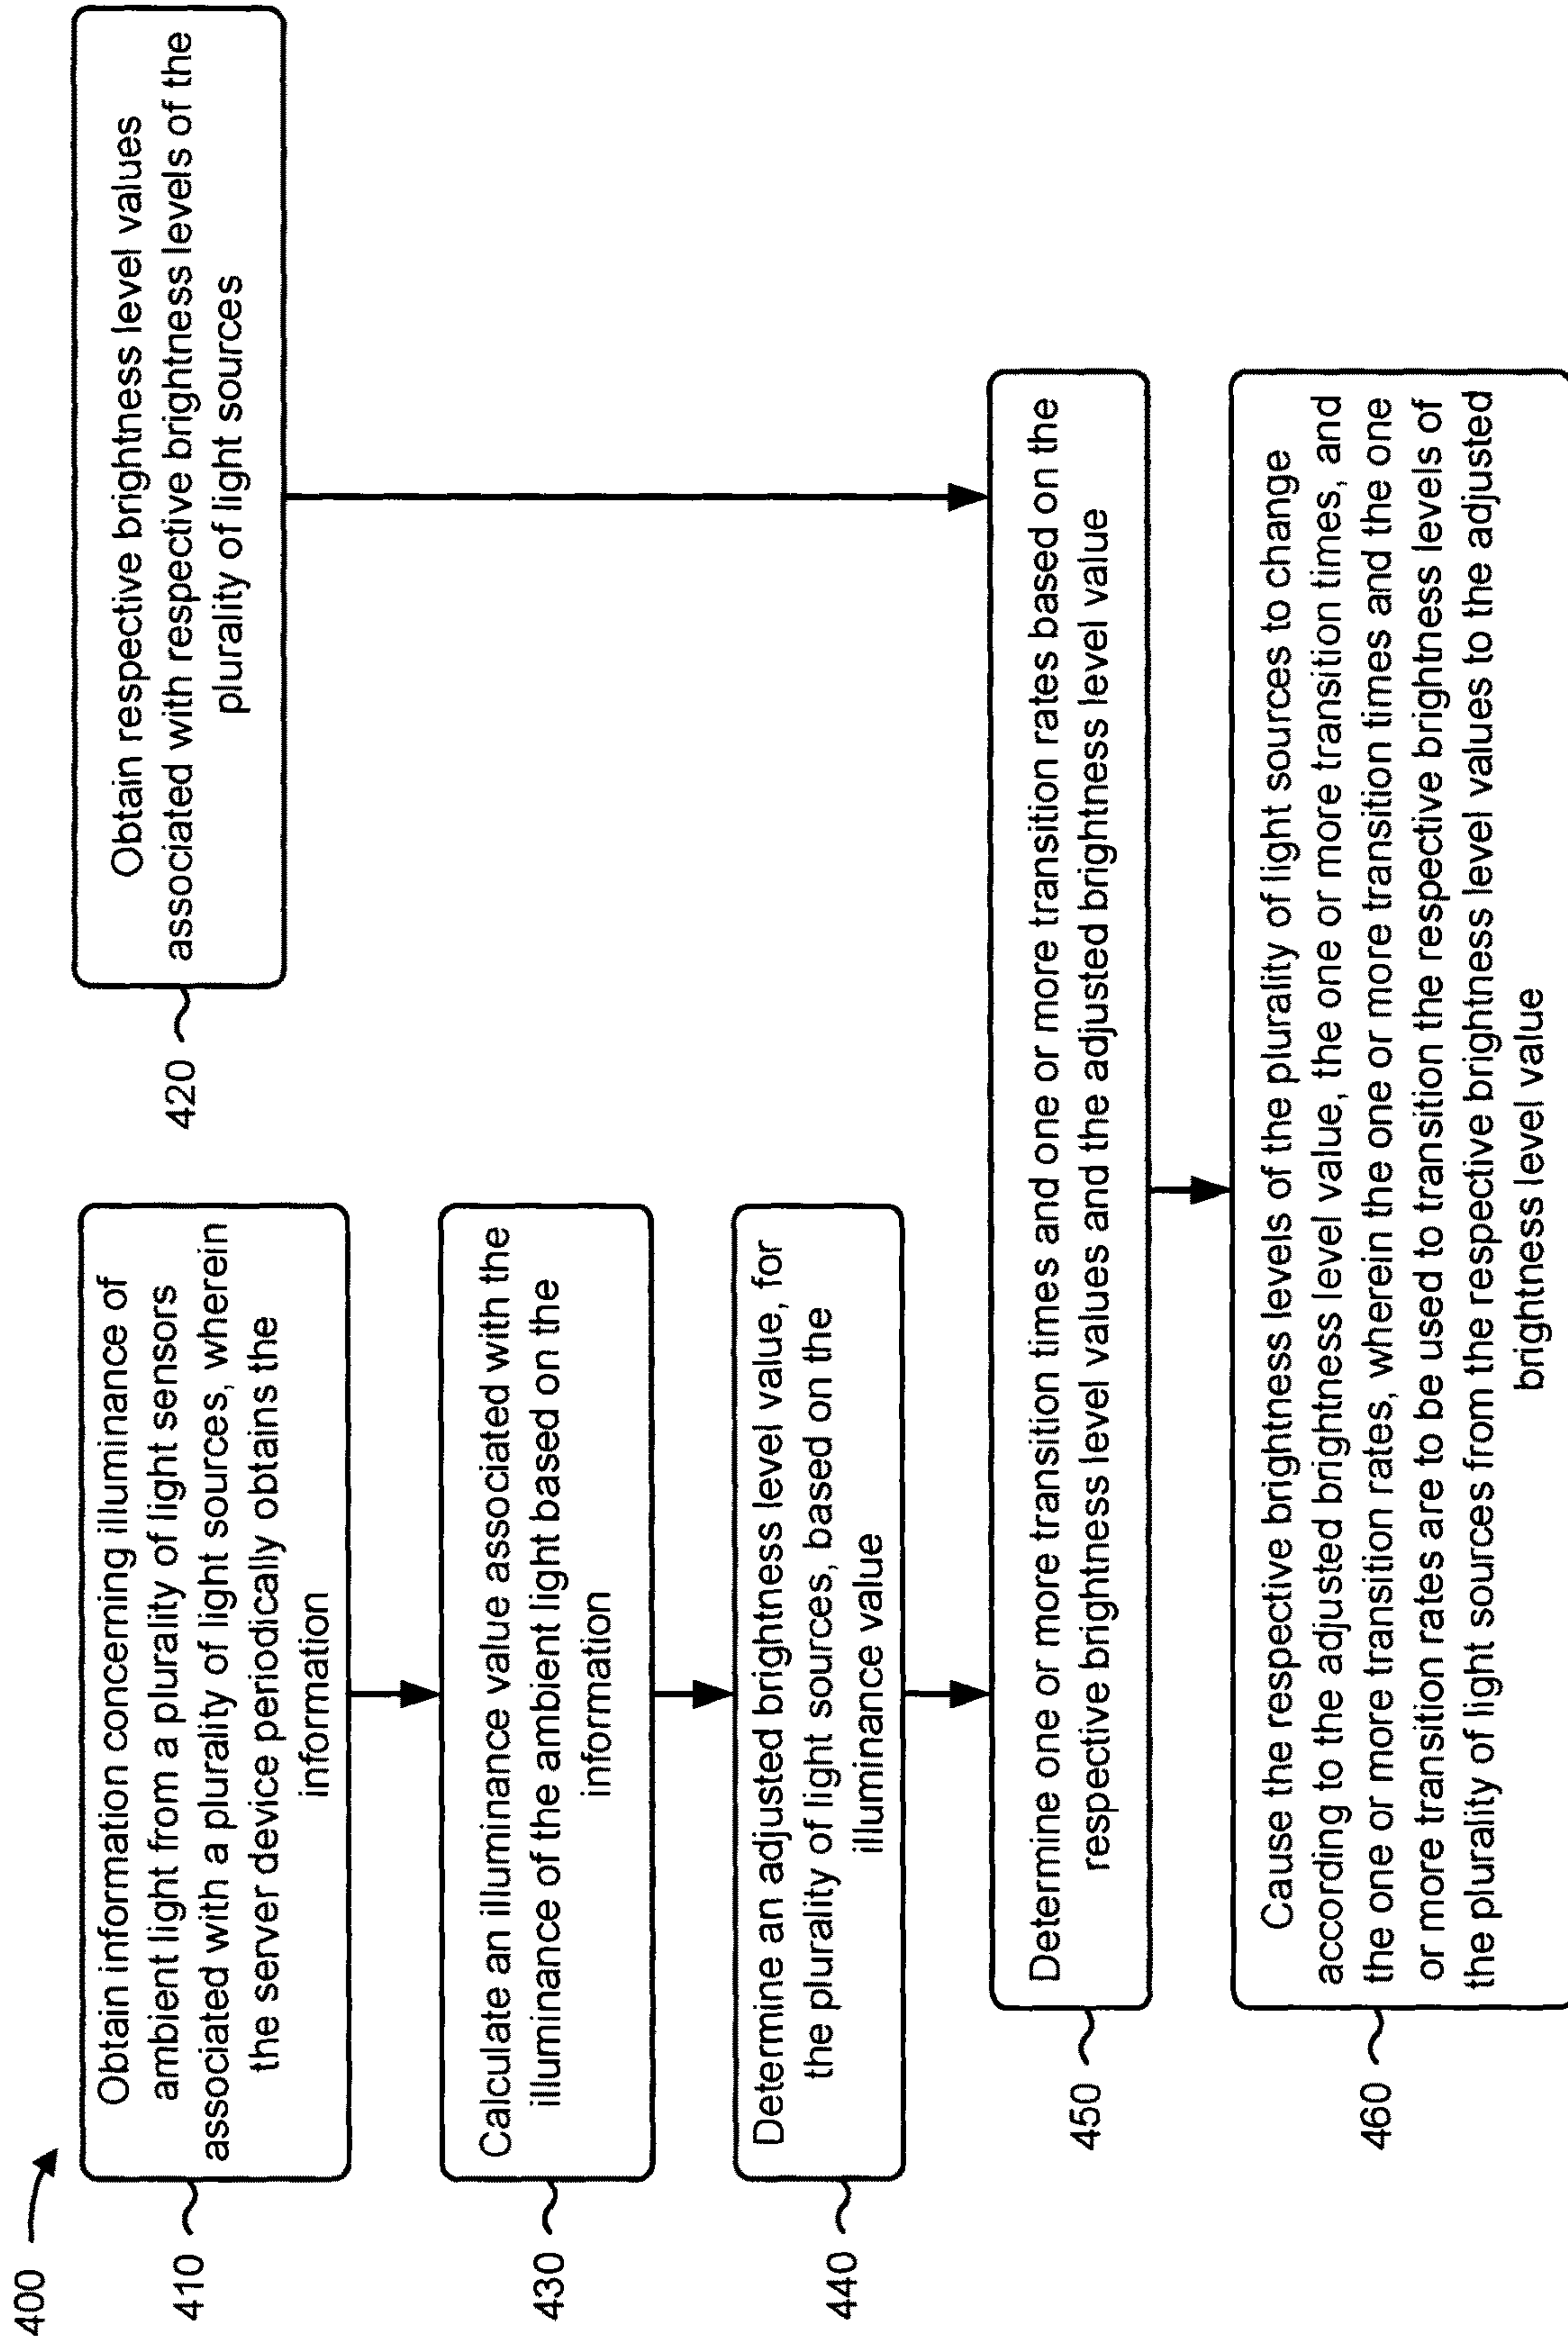 400
410
Obtain information concerning illuminance of
ambient light from a plurality of light sensors
associated with a plurality of light sources, wherein
the server device periodically obtains the
information
420
Obtain respective brightness level values
associated with respective brightness levels of the
plurality of light sources
430
Calculate an illuminance value associated with the
illuminance of the ambient light based on the
information
440
Determine an adjusted brightness level value, for
the plurality of light sources, based on the
illuminance value
450
Determine one or more transition times and one or more transition rates based on the
respective brightness level values and the adjusted brightness level value
460
Cause the respective brightness levels of the plurality of light sources to change
according to the adjusted brightness level value, the one or more transition times, and
the one or more transition rates, wherein the one or more transition times and the one
or more transition rates are to be used to transition the respective brightness levels of
the plurality of light sources from the respective brightness level values to the adjusted
brightness level value